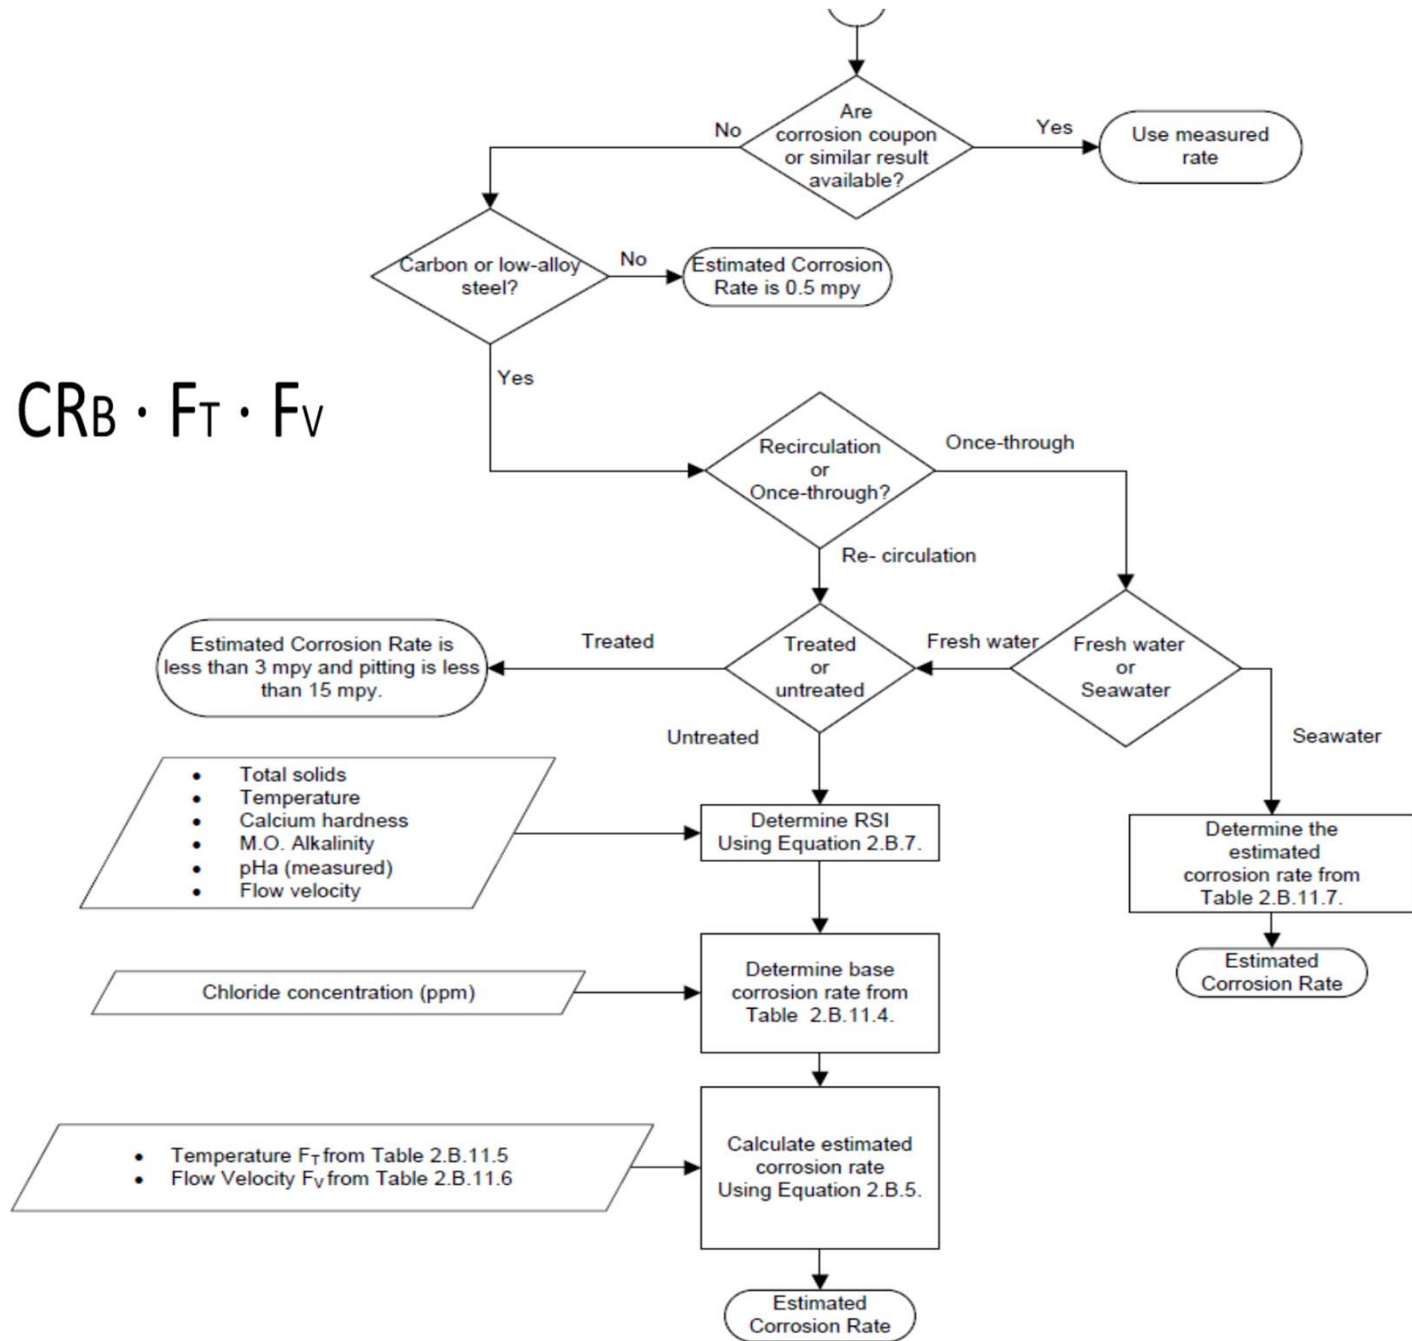 Are
corrosion coupon
or similar result
available?
No
Yes
Use measured
rate
Carbon or low-alloy
steel?
No
Estimated Corrosion
Rate is 0.5 mpy
Yes
CRB · FT · FV
Recirculation
or
Once-through?
Once-through
Re- circulation
Estimated Corrosion Rate is
less than 3 mpy and pitting is less
than 15 mpy.
Treated
Treated
or
untreated
Fresh water
Fresh water
or
Seawater
Untreated
Seawater
• Total solids
• Temperature
• Calcium hardness
• M.O. Alkalinity
• pHa (measured)
• Flow velocity
Determine RSI
Using Equation 2.B.7.
Determine the
estimated
corrosion rate from
Table 2.B.11.7.
Chloride concentration (ppm)
Determine base
corrosion rate from
Table 2.B.11.4.
Estimated
Corrosion Rate
• Temperature FT from Table 2.B.11.5
• Flow Velocity FV from Table 2.B.11.6
Calculate estimated
corrosion rate
Using Equation 2.B.5.
Estimated
Corrosion Rate